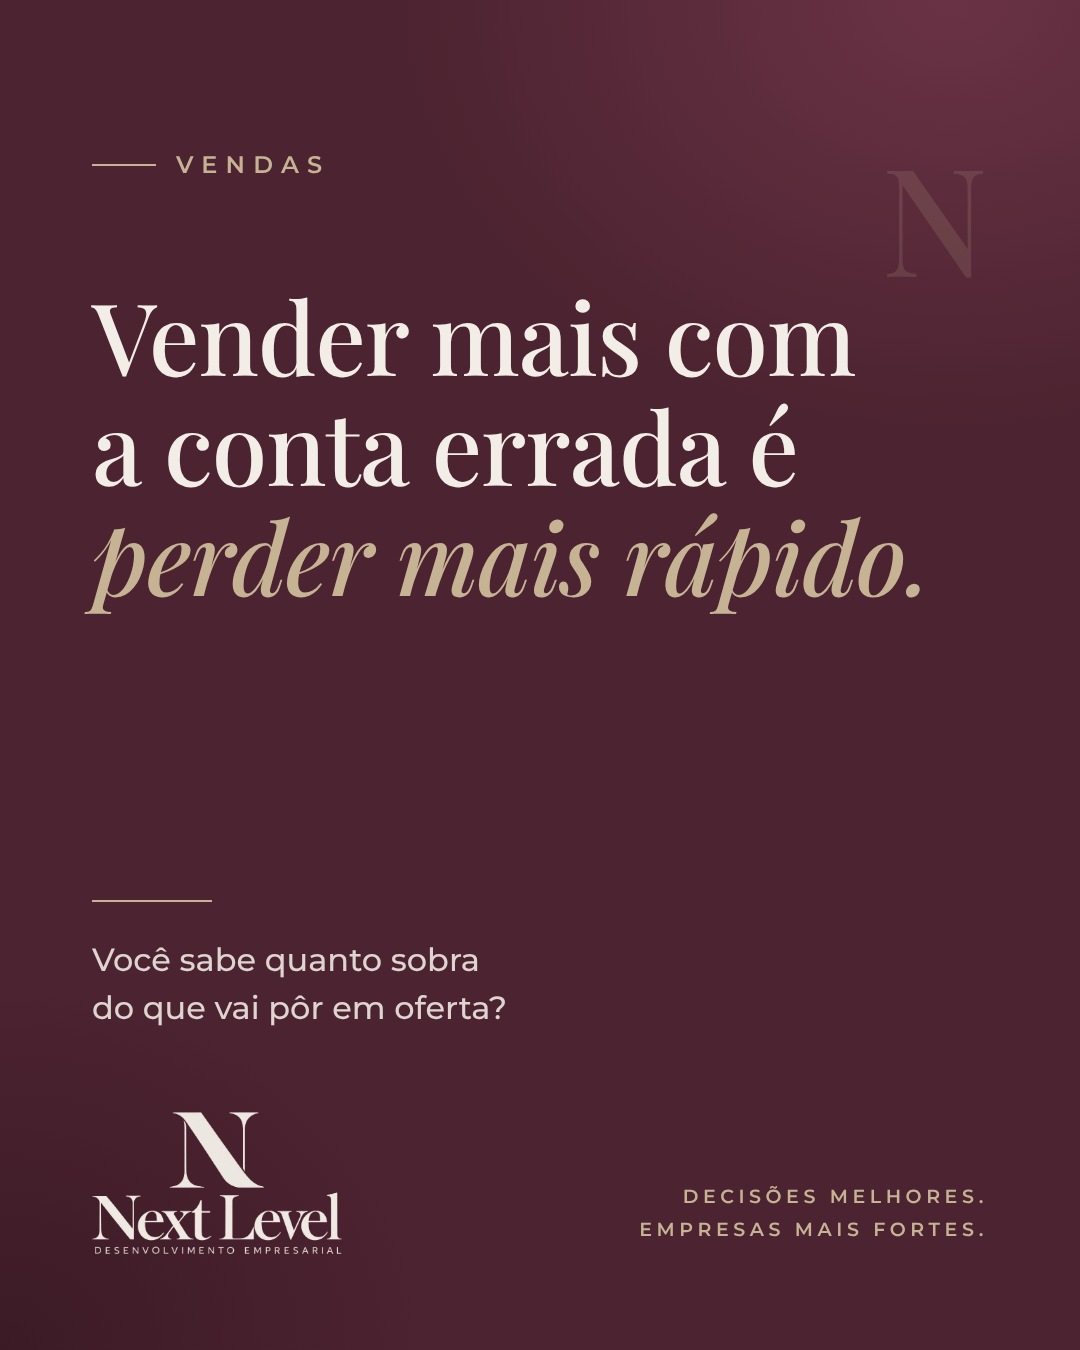 VENDAS
N
Vender mais com
a conta errada é
perder mais rápido.
Você sabe quanto sobra
do que vai pôr em oferta?
N
Next Level
DESENVOLVIMENTO EMPRESARIAL
DECISÕES MELHORES.
EMPRESAS MAIS FORTES.